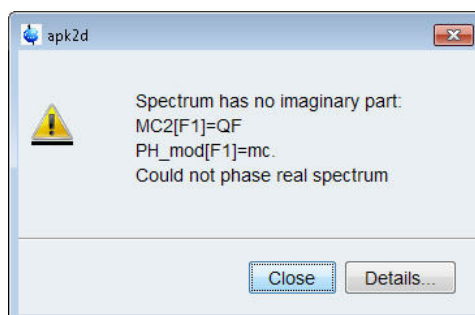 apk2d
Spectrum has no imaginary part:
MC2[F1]=QF
PH_mod[F1]=mc.
Could not phase real spectrum
Close
Details...